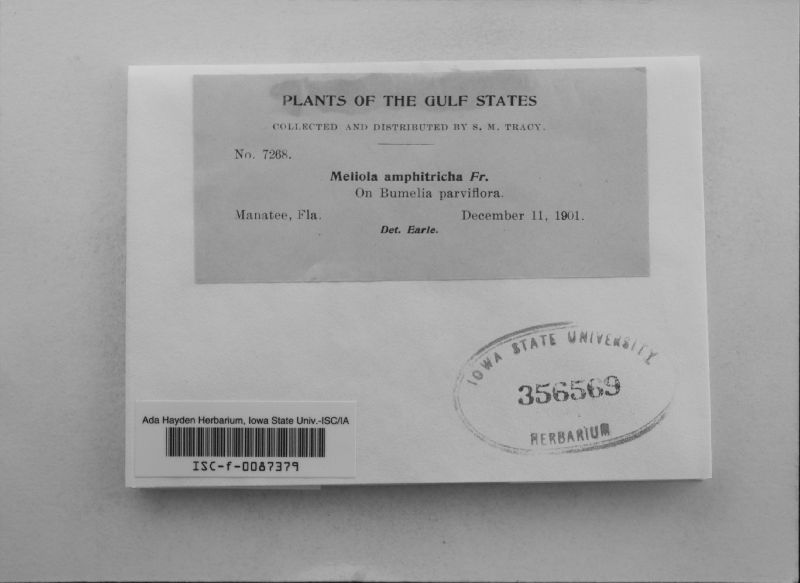 PLANTS OF THE GULF STATES
COLLECTED AND DISTRIBUTED BY S. M. TRACY.
No. 7268.
Meliola amphitricha Fr.
On Bumelia parviflora.
Manatee, Fla. December 11, 1901.
Det. Earle.
IOWA STATE UNIVERSITY
356569
HERBARIUM
Ada Hayden Herbarium, Iowa State Univ.-ISC/IA
ISC-f-0087379